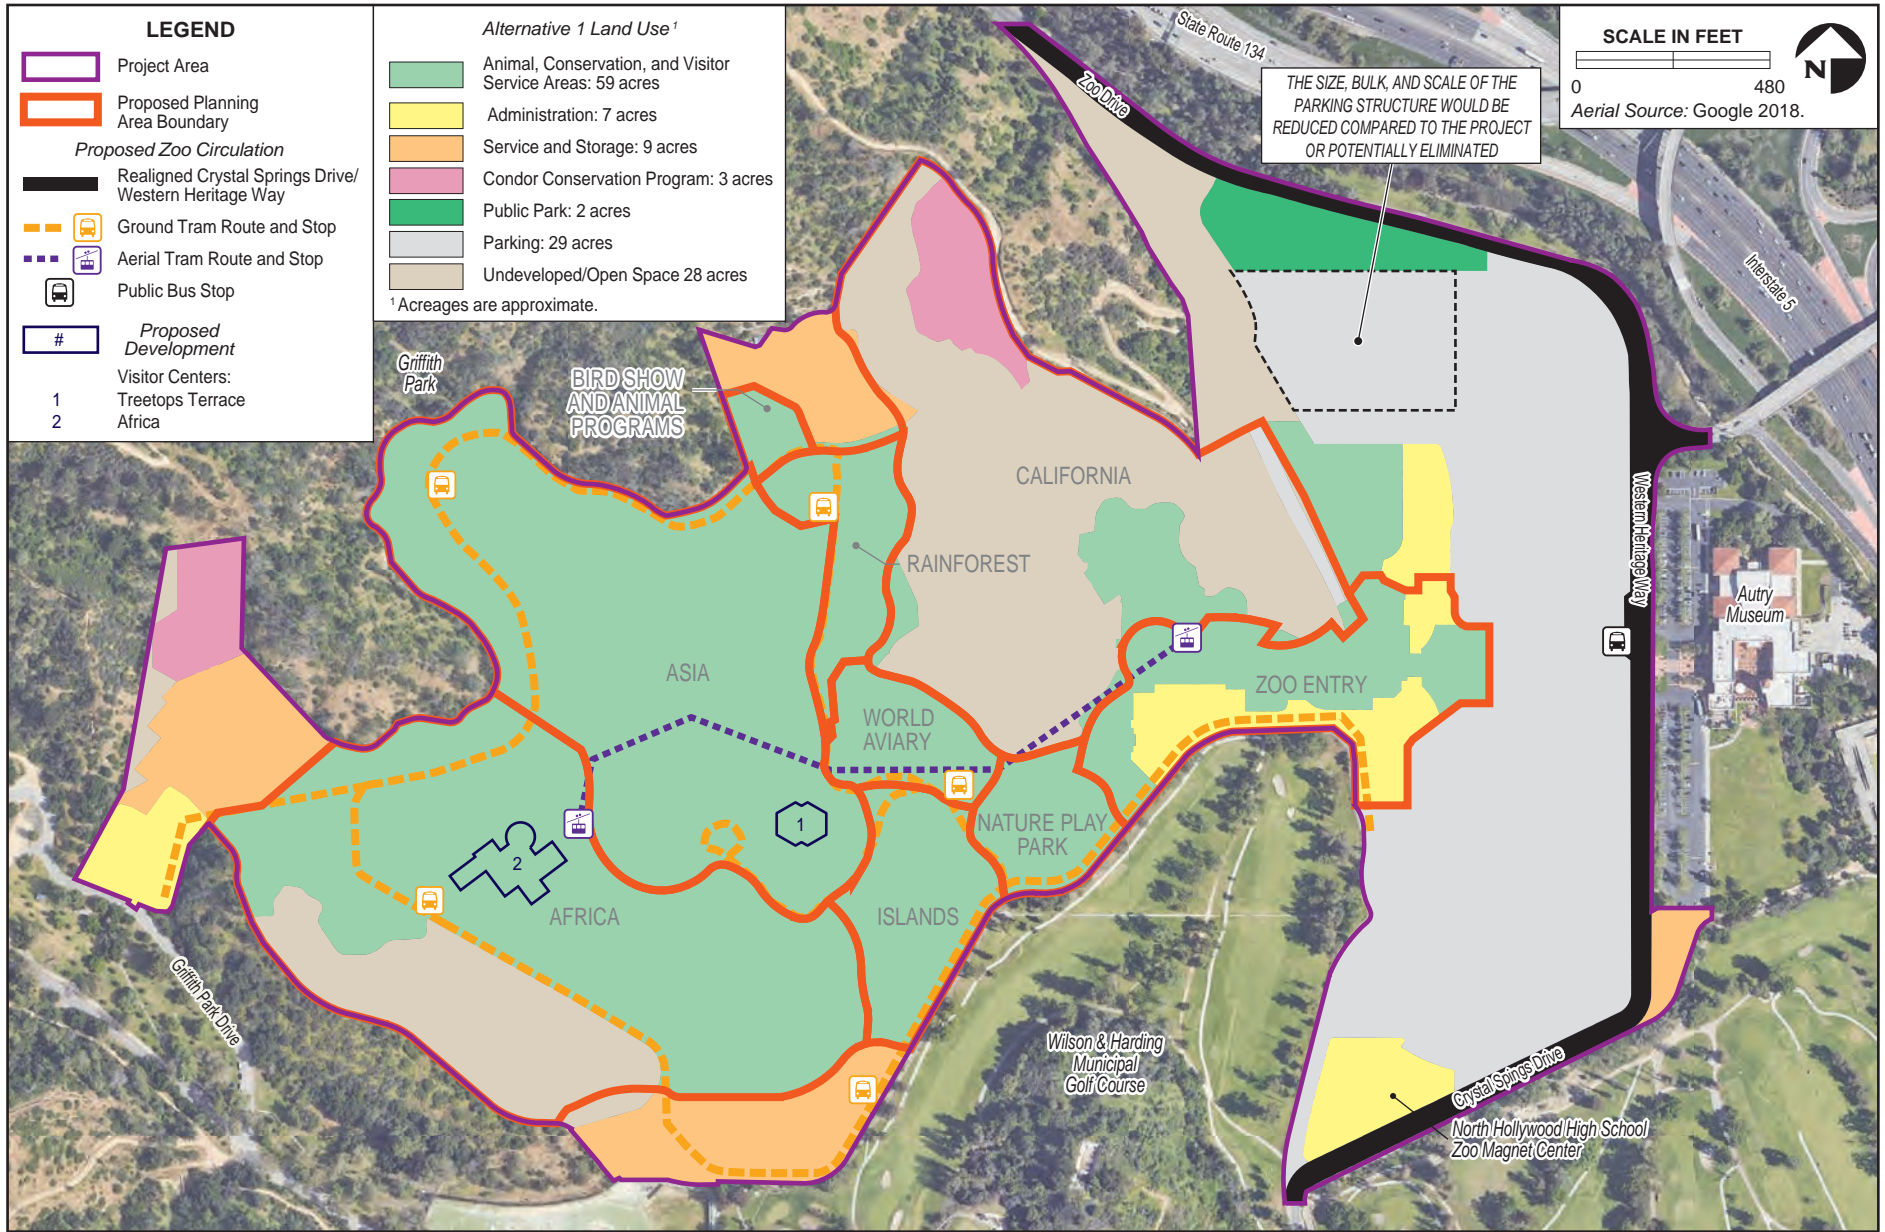 LEGEND
Project Area
Proposed Planning
Area Boundary
Proposed Zoo Circulation
Realigned Crystal Springs Drive/
Western Heritage Way
Ground Tram Route and Stop
Aerial Tram Route and Stop
Public Bus Stop
#
Proposed
Development
Visitor Centers:
1 Treetops Terrace
2 Africa
Alternative 1 Land Use 1
Animal, Conservation, and Visitor
Service Areas: 59 acres
Administration: 7 acres
Service and Storage: 9 acres
Condor Conservation Program: 3 acres
Public Park: 2 acres
Parking: 29 acres
Undeveloped/Open Space 28 acres
1 Acreages are approximate.
SCALE IN FEET
0 480
Aerial Source: Google 2018.
N
State Route 134
Zoo Drive
THE SIZE, BULK, AND SCALE OF THE
PARKING STRUCTURE WOULD BE
REDUCED COMPARED TO THE PROJECT
OR POTENTIALLY ELIMINATED
Interstate 5
Griffith
Park
BIRD SHOW
AND ANIMAL
PROGRAMS
CALIFORNIA
RAINFOREST
Western Heritage Way
Autry
Museum
ASIA
WORLD
AVIARY
ZOO ENTRY
NATURE PLAY
PARK
1
2
AFRICA
ISLANDS
Griffith Park Drive
Wilson & Harding
Municipal
Golf Course
Crystal Spings Drive
North Hollywood High School
Zoo Magnet Center